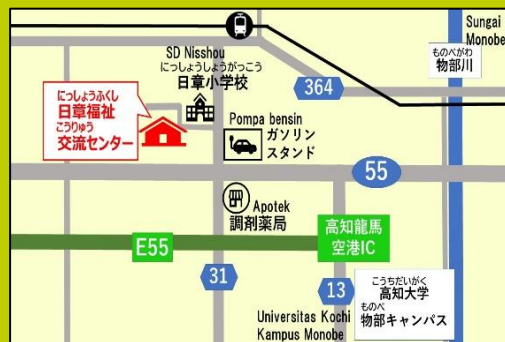 Sungai
Monobe
ものべがわ
物部川
SD Nisshou
にっしょうしょうがっこう
日章小学校
364
にっしょうふくし
日章福祉
こうりゅう
交流センター
Pompa bensin
ガソリン
スタンド
55
Apotek
調剤薬局
高知龍馬
空港IC
E55
31
13
こうちだいがく
高知大学
ものべ
物部キャンパス
Universitas Kochi
Kampus Monobe